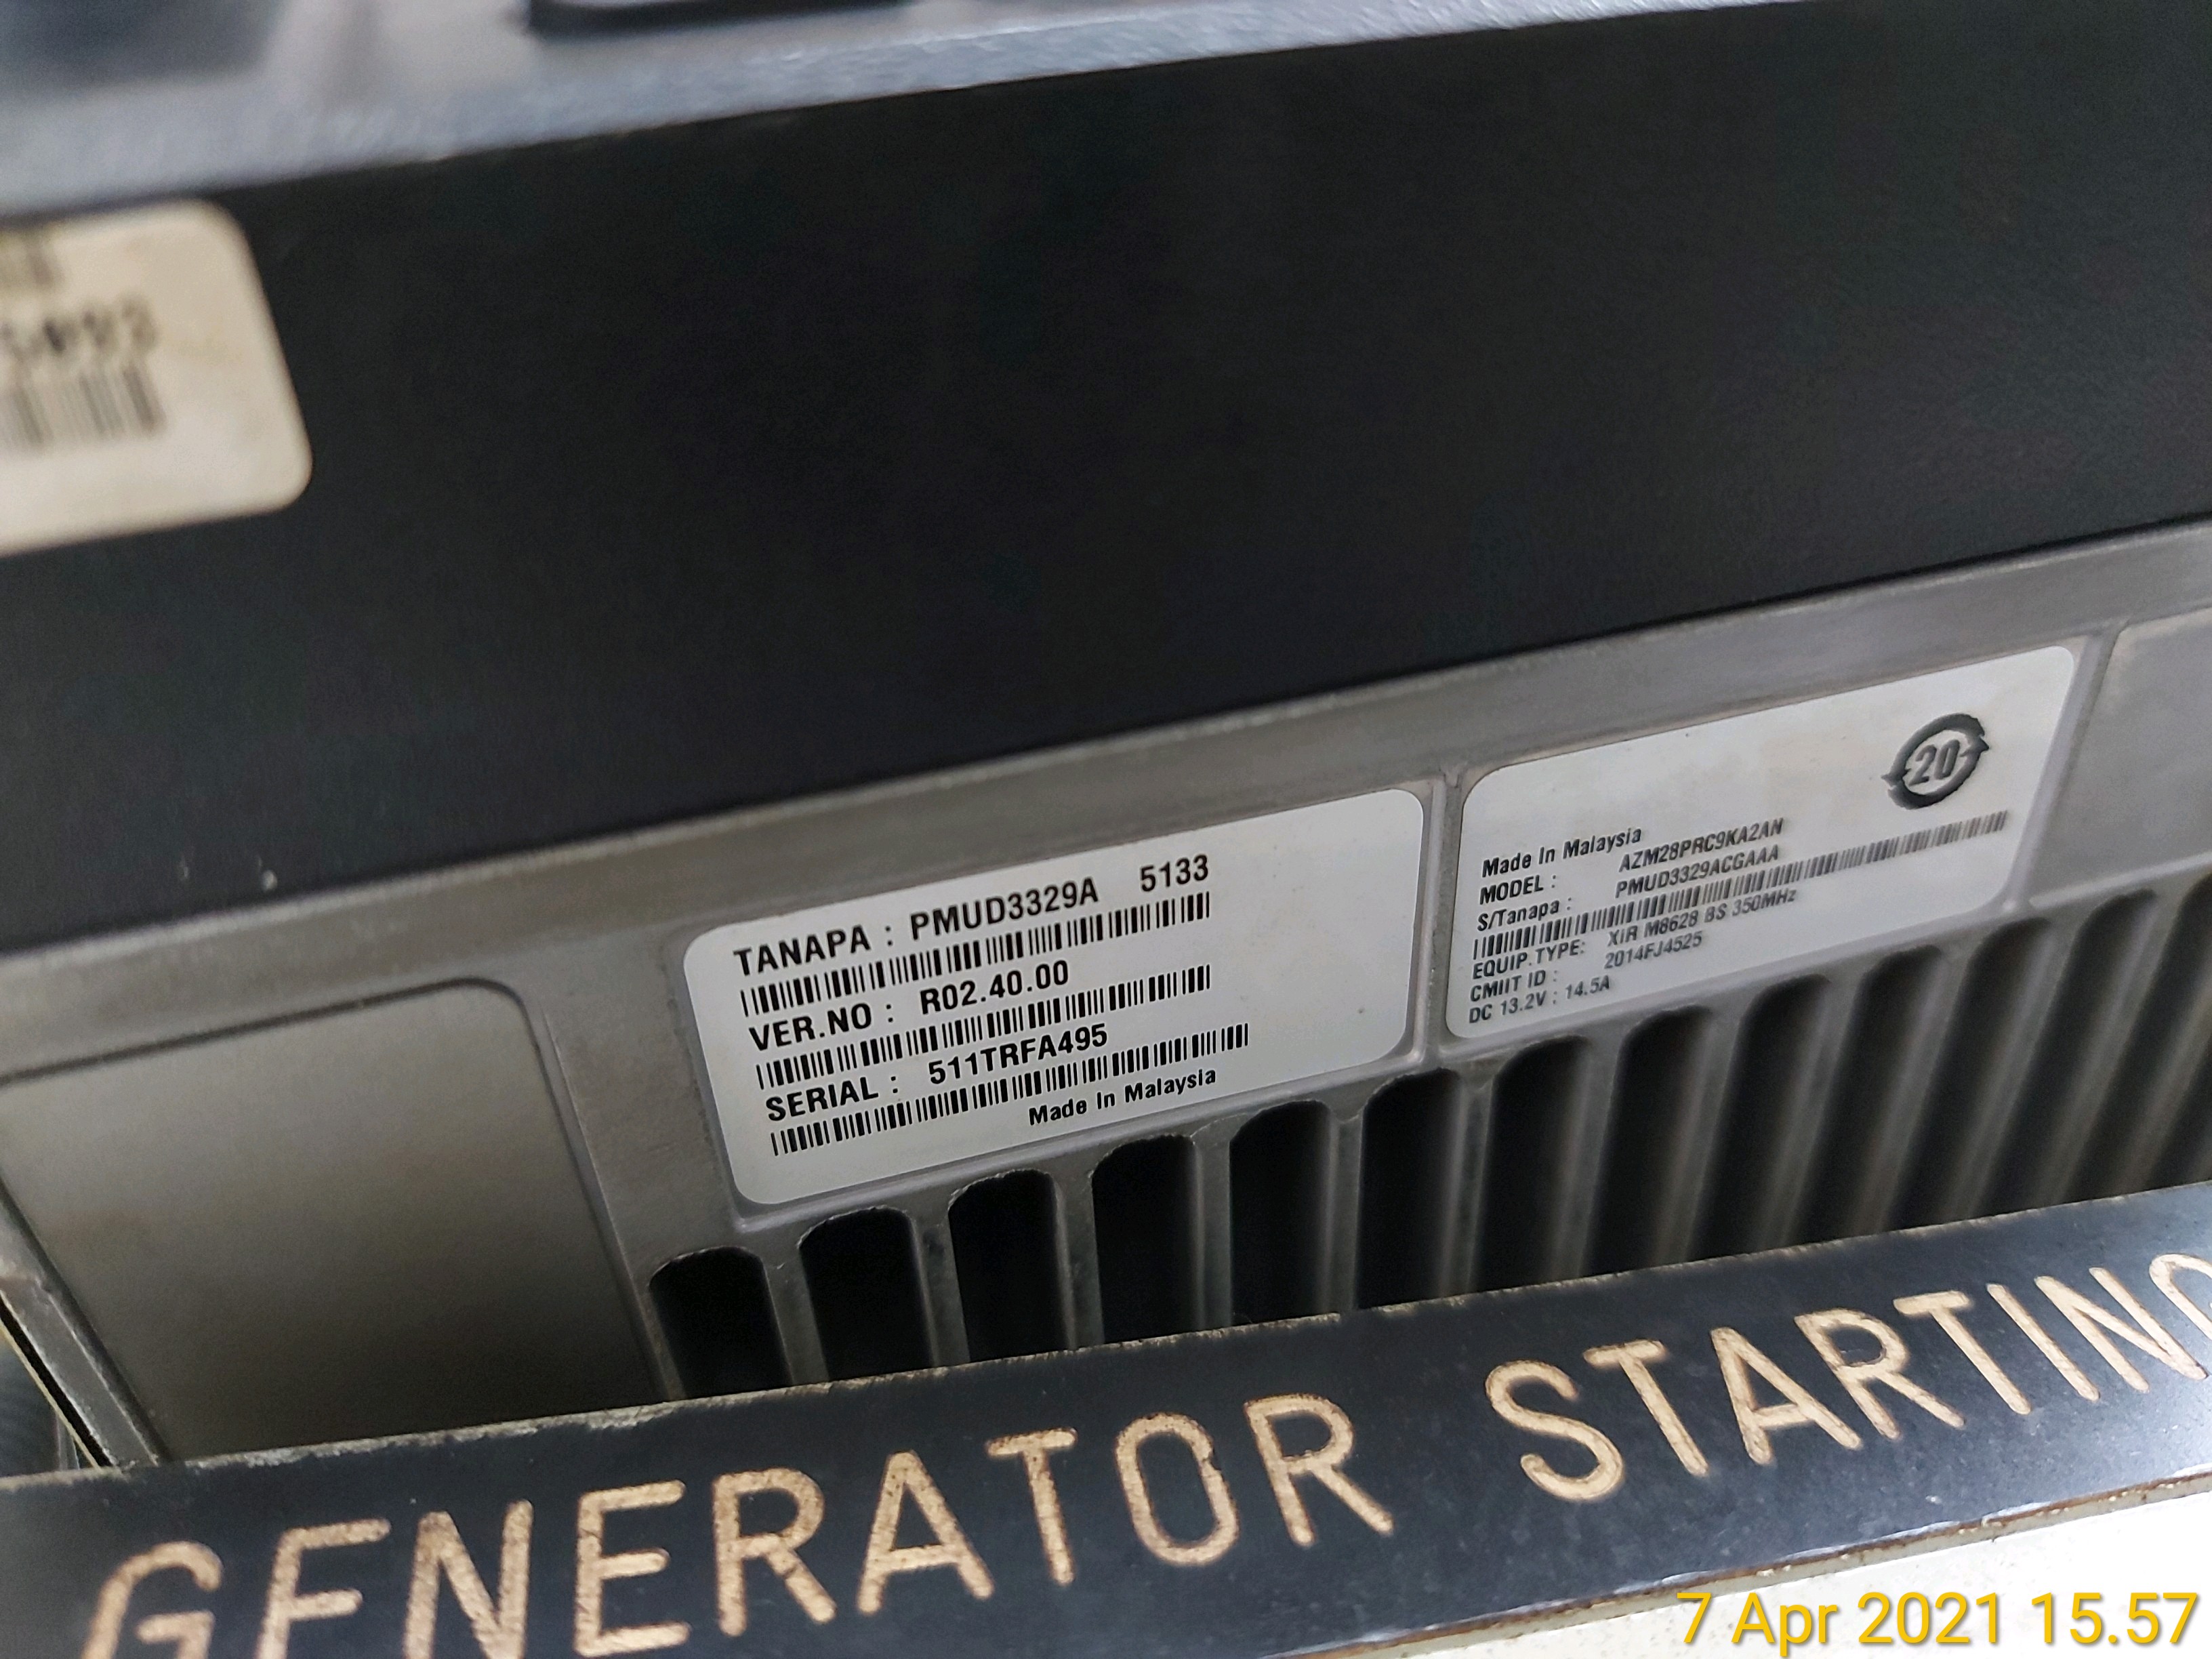 TANAPA : PMUD3329A 5133
VER.NO : R02.40.00
SERIAL : 511TRFA495
Made In Malaysia
20
Made In Malaysia
MODEL : AZM28PRC9KA2AN
S/Tanapa : PMUD3329ACGAAA
EQUIP.TYPE: XIR M8628 BS 350MHz
CMIIT ID : 2014FJ4525
DC 13.2V : 14.5A
GENERATOR STARTING
7 Apr 2021 15.57